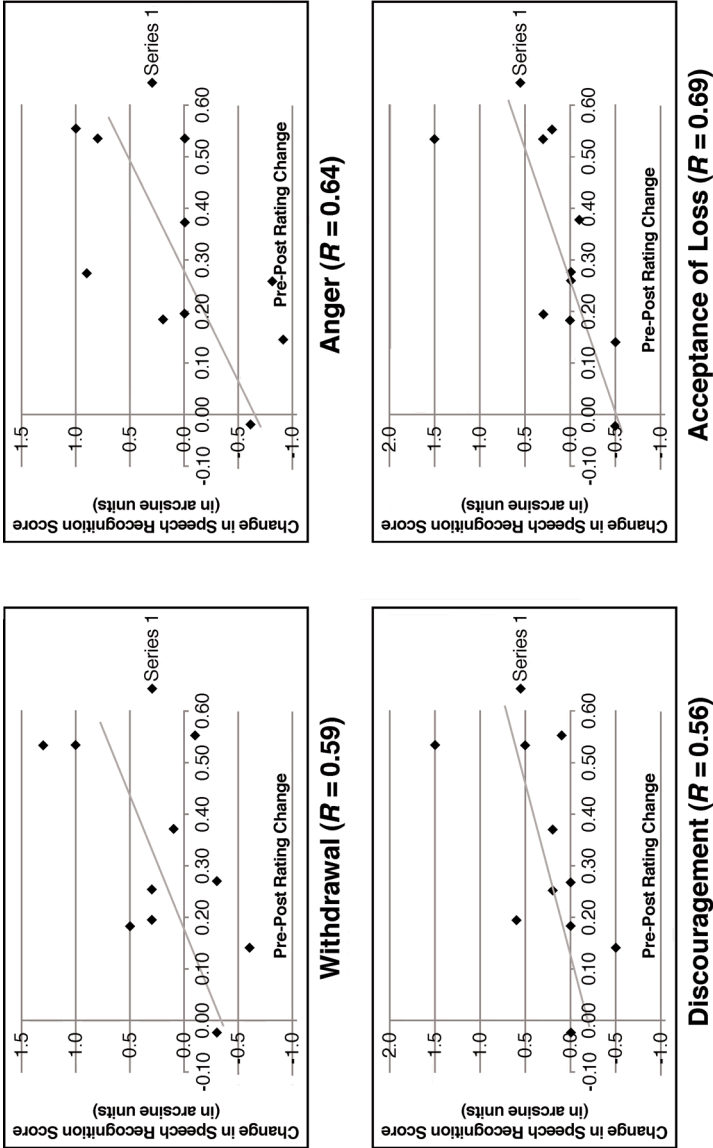 Change in Speech Recognition Score
(in arcsine units)
1.5
1.0
0.5
0.0
-0.5
-1.0
-0.10 0.00 0.10 0.20 0.30 0.40 0.50 0.60
Pre-Post Rating Change
Series 1
Withdrawal (R = 0.59)
Change in Speech Recognition Score
(in arcsine units)
1.5
1.0
0.5
0.0
-0.5
-1.0
-0.10 0.00 0.10 0.20 0.30 0.40 0.50 0.60
Pre-Post Rating Change
Series 1
Anger (R = 0.64)
Change in Speech Recognition Score
(in arcsine units)
2.0
1.5
1.0
0.5
0.0
-0.5
-1.0
-0.10 0.00 0.10 0.20 0.30 0.40 0.50 0.60
Pre-Post Rating Change
Series 1
Discouragement (R = 0.56)
Change in Speech Recognition Score
(in arcsine units)
2.0
1.5
1.0
0.5
0.0
-0.5
-1.0
-0.10 0.00 0.10 0.20 0.30 0.40 0.50 0.60
Pre-Post Rating Change
Series 1
Acceptance of Loss (R = 0.69)